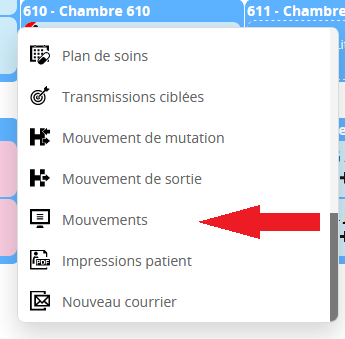 610 - Chambre 610
611 - Chambre
Plan de soins
Transmissions ciblées
Mouvement de mutation
Mouvement de sortie
Mouvements
Impressions patient
PDF
Nouveau courrier